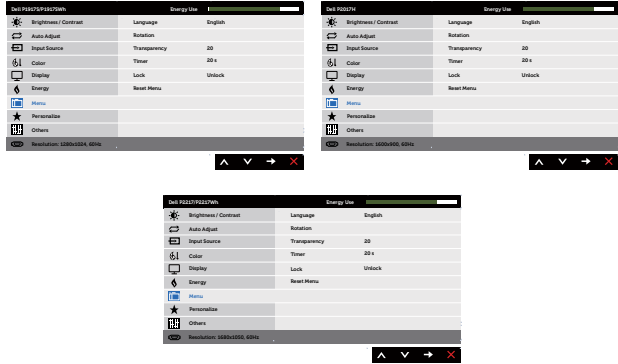 Dell P1917S/P1917SWh Energy Use
Brightness / Contrast Language English
Auto Adjust Rotation
Input Source Transparency 20
Color Timer 20 s
Display Lock Unlock
Energy Reset Menu
Menu
Personalize
Others
Resolution: 1280x1024, 60Hz
Dell P2017H Energy Use
Brightness / Contrast Language English
Auto Adjust Rotation
Input Source Transparency 20
Color Timer 20 s
Display Lock Unlock
Energy Reset Menu
Menu
Personalize
Others
Resolution: 1600x900, 60Hz
Dell P2217/P2217Wh Energy Use
Brightness / Contrast Language English
Auto Adjust Rotation
Input Source Transparency 20
Color Timer 20 s
Display Lock Unlock
Energy Reset Menu
Menu
Personalize
Others
Resolution: 1680x1050, 60Hz